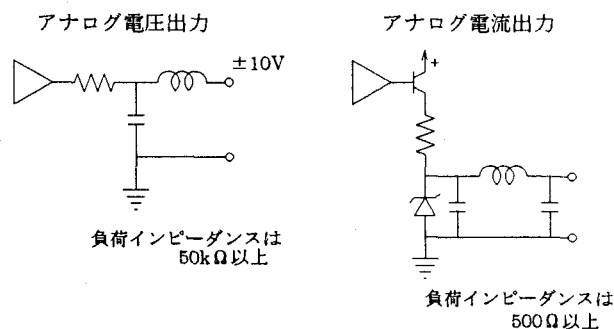 アナログ電圧出力
±10V
負荷インピーダンスは
50kΩ以上
アナログ電流出力
+
負荷インピーダンスは
500Ω以上